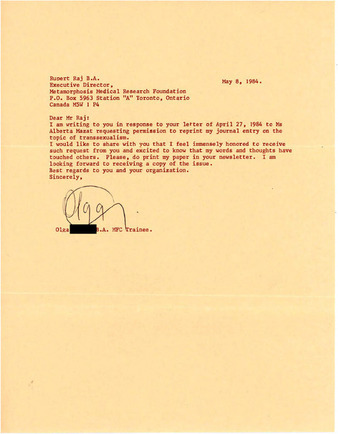 Rupert Raj B.A.
May 8, 1984.
Executive Director,
Metamorphosis Medical Research Foundation
P.O. Box 5963 Station "A" Toronto, Ontario
Canada M5W 1 P4
Dear Mr Raj:
I am writing to you in response to your letter of April 27, 1984 to Ms
Alberta Mazat requesting permission to reprint my journal entry on the
topic of transsexualism.
I would like to share with you that I feel immensely honored to receive
such request from you and excited to know that my words and thoughts have
touched others. Please, do print my paper in your newsletter. I am
looking forward to receiving a copy of the issue.
Best regards to you and your organization.
Sincerely,
Olga
Olga B.A. MFC Trainee.